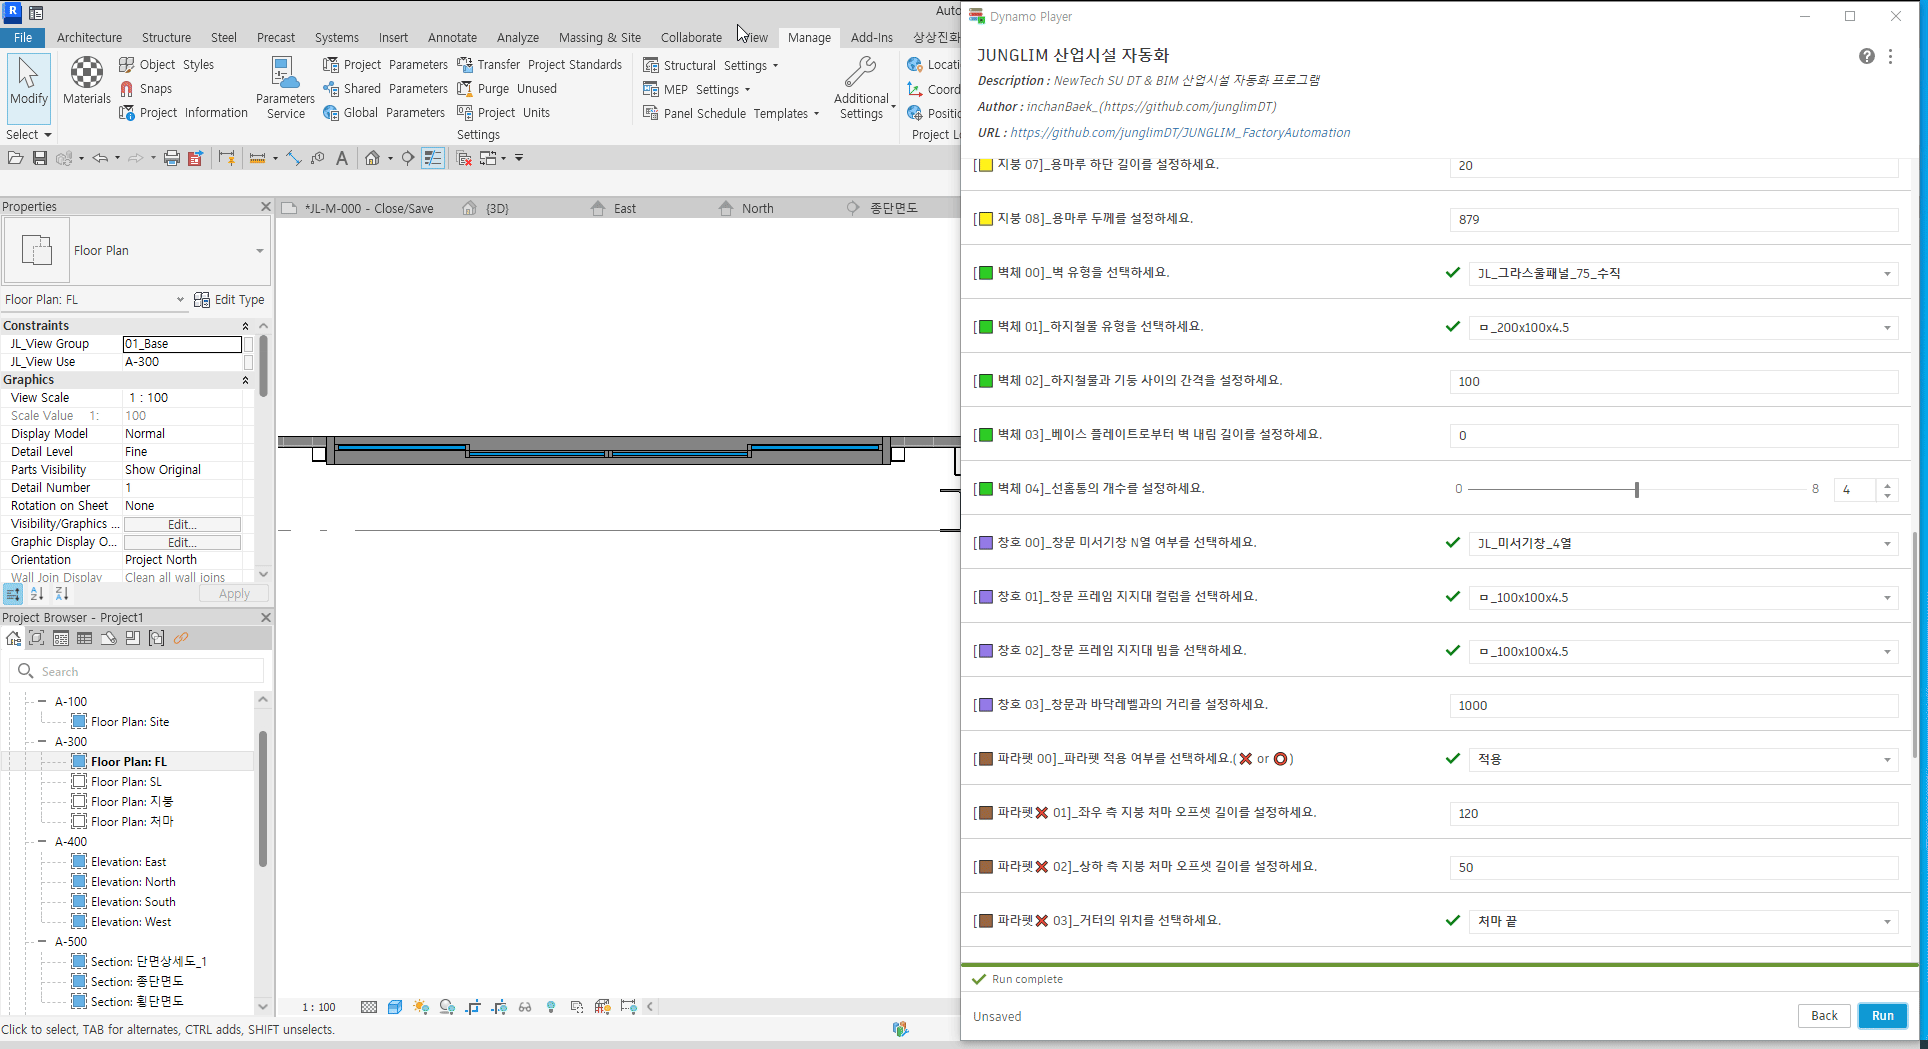 R
Auto
File Architecture Structure Steel Precast Systems Insert Annotate Analyze Massing & Site Collaborate View Manage Add-Ins 상상진화
Modify
Materials
Object Styles
Snaps
Project Information
Parameters
Service
Project Parameters
Shared Parameters
Global Parameters
Transfer Project Standards
Purge Unused
Project Units
Structural Settings
MEP Settings
Panel Schedule Templates
Additional
Settings
Locati
Coord
Positio
Select
Settings
Project Lo
Properties
Floor Plan
Floor Plan: FL
Edit Type
Constraints
JL_View Group 01_Base
JL_View Use A-300
Graphics
View Scale 1 : 100
Scale Value 1: 100
Display Model Normal
Detail Level Fine
Parts Visibility Show Original
Detail Number 1
Rotation on Sheet None
Visibility/Graphics ... Edit...
Graphic Display O... Edit...
Orientation Project North
Wall Join Display Clean all wall joins
Apply
Project Browser - Project1
Search
A-100
Floor Plan: Site
A-300
Floor Plan: FL
Floor Plan: SL
Floor Plan: 지붕
Floor Plan: 처마
A-400
Elevation: East
Elevation: North
Elevation: South
Elevation: West
A-500
Section: 단면상세도_1
Section: 종단면도
Section: 횡단면도
*JL-M-000 - Close/Save
{3D}
East
North
종단면도
1 : 100
Click to select, TAB for alternates, CTRL adds, SHIFT unselects.
Dynamo Player
JUNGLIM 산업시설 자동화
Description : NewTech SU DT & BIM 산업시설 자동화 프로그램
Author : inchanBaek_(https://github.com/junglimDT)
URL : https://github.com/junglimDT/JUNGLIM_FactoryAutomation
[지붕 07]_용마루 하단 길이를 설정하세요. 20
[지붕 08]_용마루 두께를 설정하세요. 879
[벽체 00]_벽 유형을 선택하세요. JL_그라스울패널_75_수직
[벽체 01]_하지철물 유형을 선택하세요. ㅁ_200x100x4.5
[벽체 02]_하지철물과 기둥 사이의 간격을 설정하세요. 100
[벽체 03]_베이스 플레이트로부터 벽 내림 길이를 설정하세요. 0
[벽체 04]_선홈통의 개수를 설정하세요. 0 8 4
[창호 00]_창문 미서기창 N열 여부를 선택하세요. JL_미서기창_4열
[창호 01]_창문 프레임 지지대 컬럼을 선택하세요. ㅁ_100x100x4.5
[창호 02]_창문 프레임 지지대 빔을 선택하세요. ㅁ_100x100x4.5
[창호 03]_창문과 바닥레벨과의 거리를 설정하세요. 1000
[파라펫 00]_파라펫 적용 여부를 선택하세요.(❌ or ⭕) 적용
[파라펫❌ 01]_좌우 측 지붕 처마 오프셋 길이를 설정하세요. 120
[파라펫❌ 02]_상하 측 지붕 처마 오프셋 길이를 설정하세요. 50
[파라펫❌ 03]_거터의 위치를 선택하세요. 처마 끝
Run complete
Unsaved
Back
Run